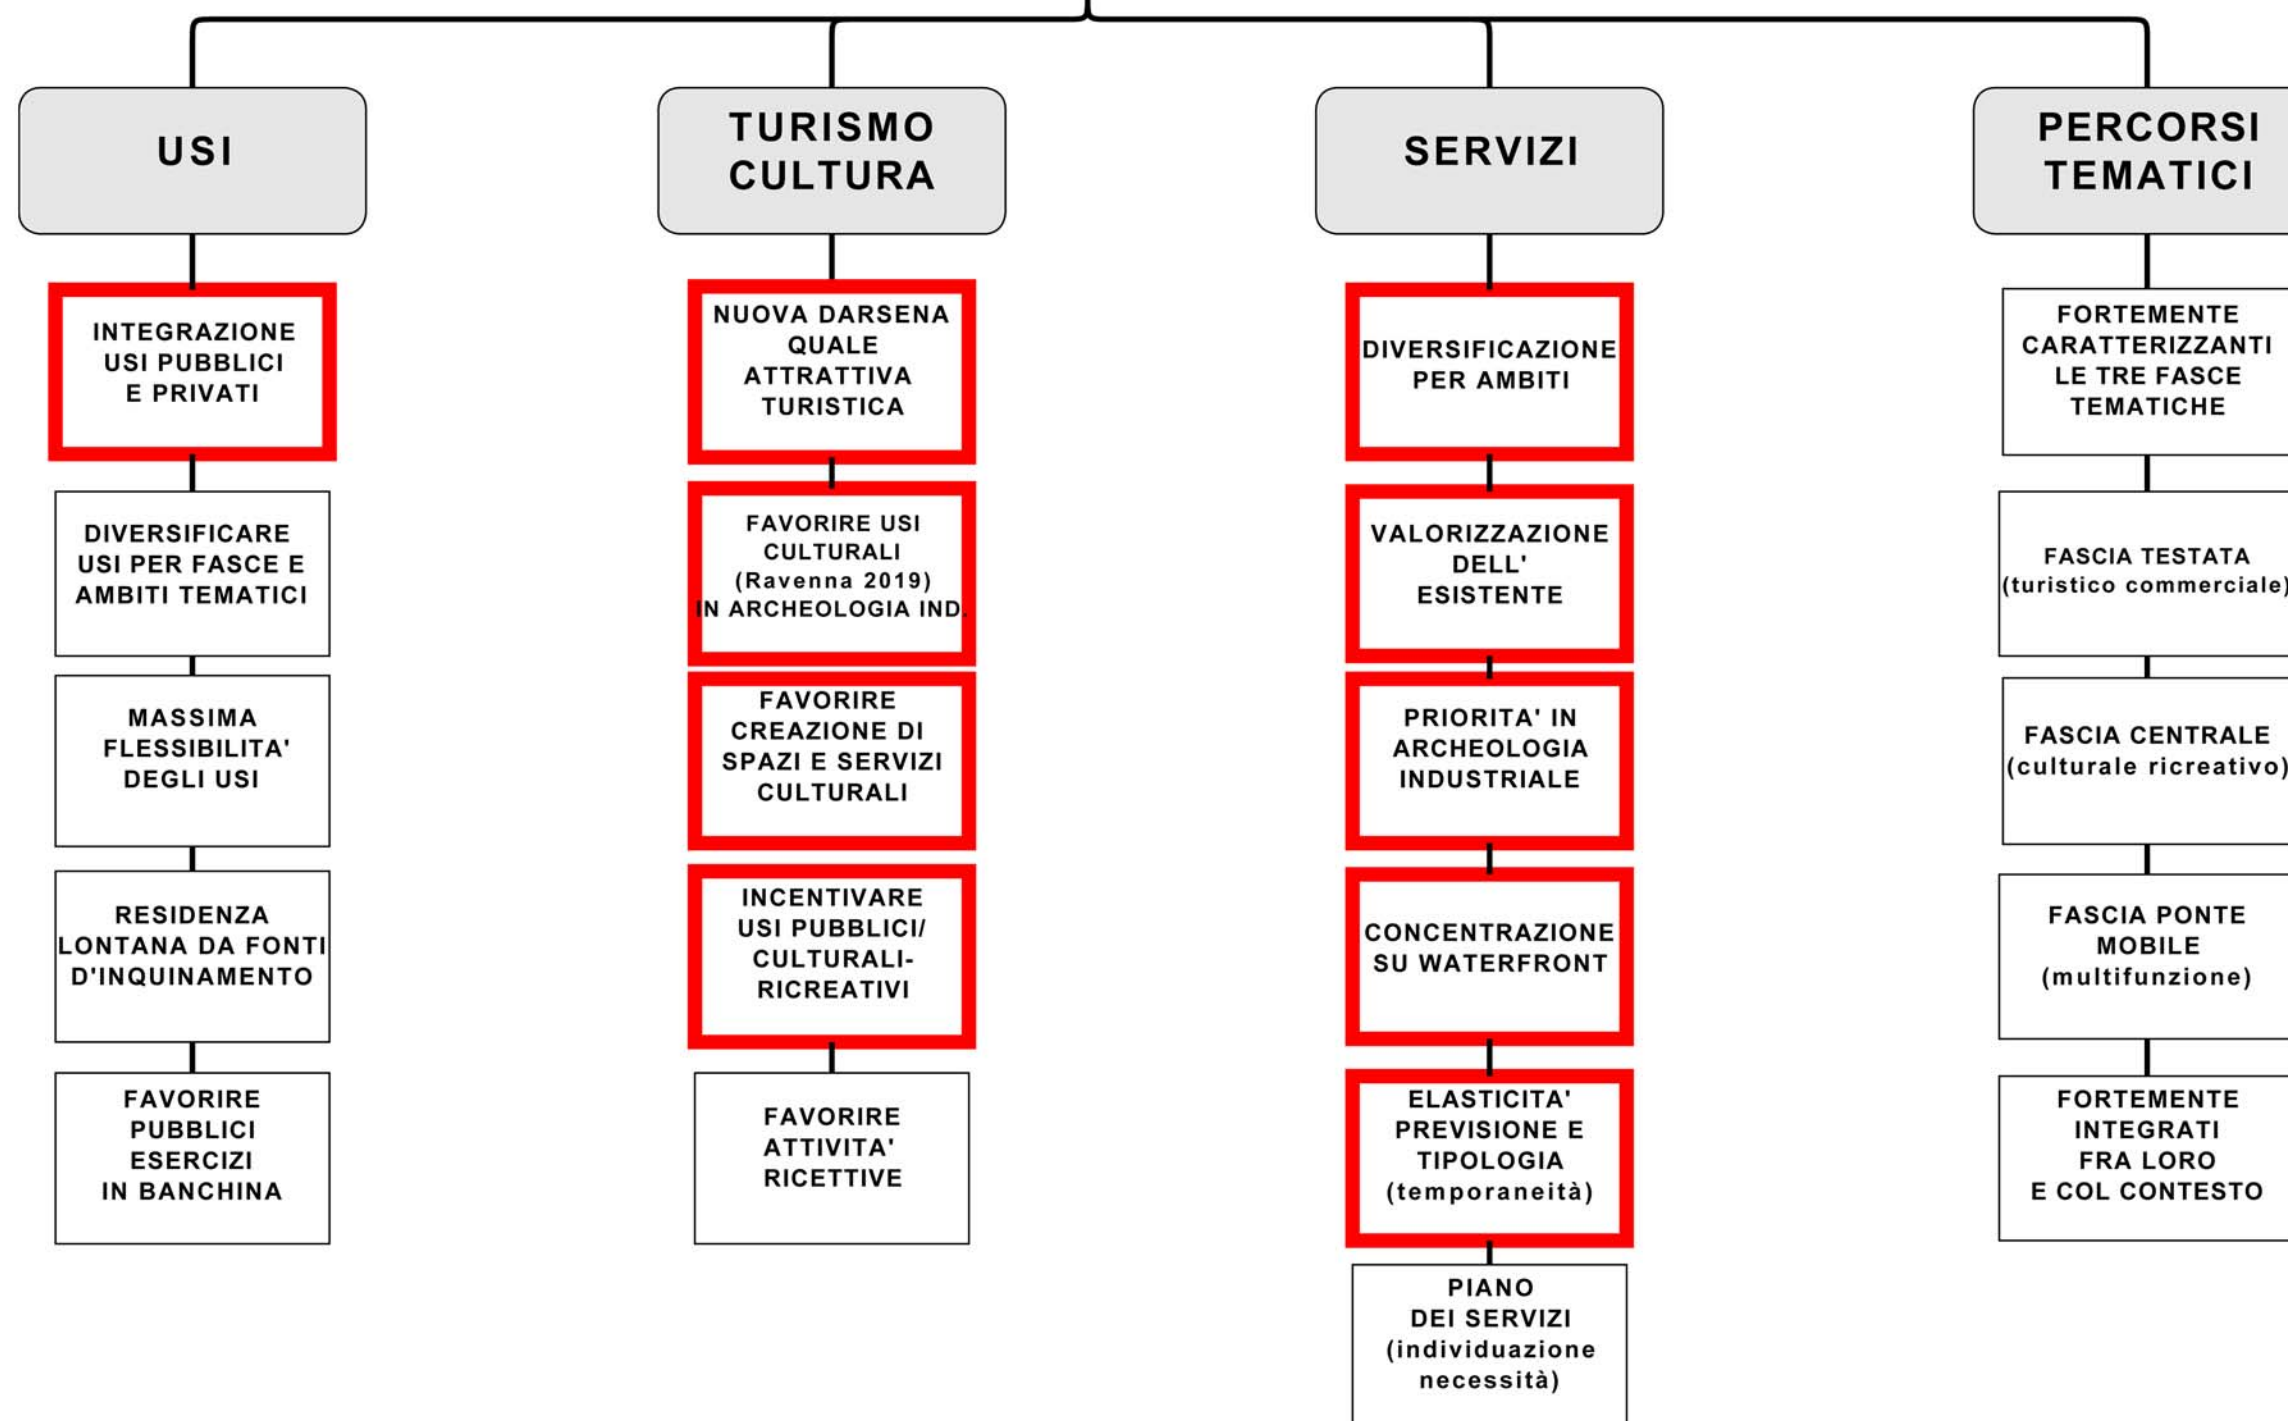 USI
INTEGRAZIONE
USI PUBBLICI
E PRIVATI
DIVERSIFICARE
USI PER FASCE E
AMBITI TEMATICI
MASSIMA
FLESSIBILITA'
DEGLI USI
RESIDENZA
LONTANA DA FONTI
D'INQUINAMENTO
FAVORIRE
PUBBLICI
ESERCIZI
IN BANCHINA
TURISMO
CULTURA
NUOVA DARSENA
QUALE
ATTRATTIVA
TURISTICA
FAVORIRE USI
CULTURALI
(Ravenna 2019)
IN ARCHEOLOGIA IND.
FAVORIRE
CREAZIONE DI
SPAZI E SERVIZI
CULTURALI
INCENTIVARE
USI PUBBLICI/
CULTURALI-
RICREATIVI
FAVORIRE
ATTIVITA'
RICETTIVE
SERVIZI
DIVERSIFICAZIONE
PER AMBITI
VALORIZZAZIONE
DELL'
ESISTENTE
PRIORITA' IN
ARCHEOLOGIA
INDUSTRIALE
CONCENTRAZIONE
SU WATERFRONT
ELASTICITA'
PREVISIONE E
TIPOLOGIA
(temporaneità)
PIANO
DEI SERVIZI
(individuazione
necessità)
PERCORSI
TEMATICI
FORTEMENTE
CARATTERIZZANTI
LE TRE FASCE
TEMATICHE
FASCIA TESTATA
(turistico commerciale)
FASCIA CENTRALE
(culturale ricreativo)
FASCIA PONTE
MOBILE
(multifunzione)
FORTEMENTE
INTEGRATI
FRA LORO
E COL CONTESTO